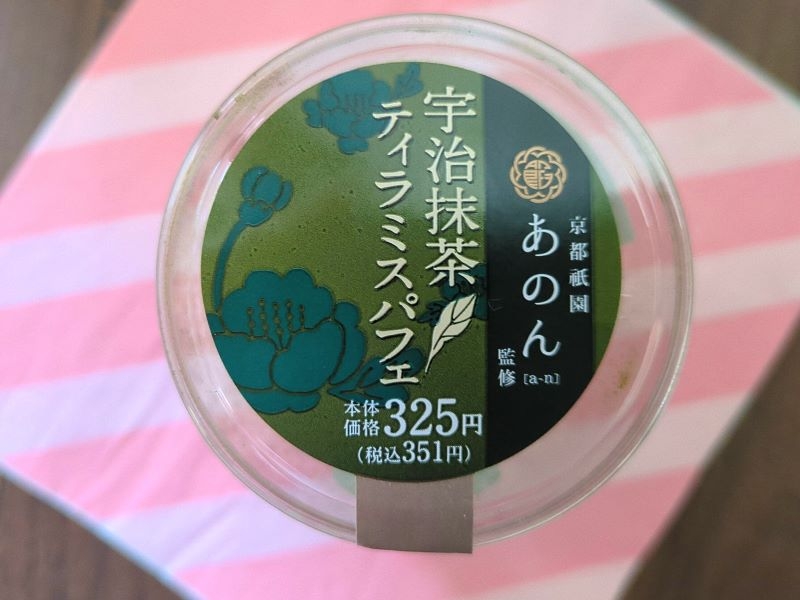 京都祇園
あのん
[a-n]
監修
宇治抹茶
ティラミスパフェ
本体
価格325円
(税込351円)